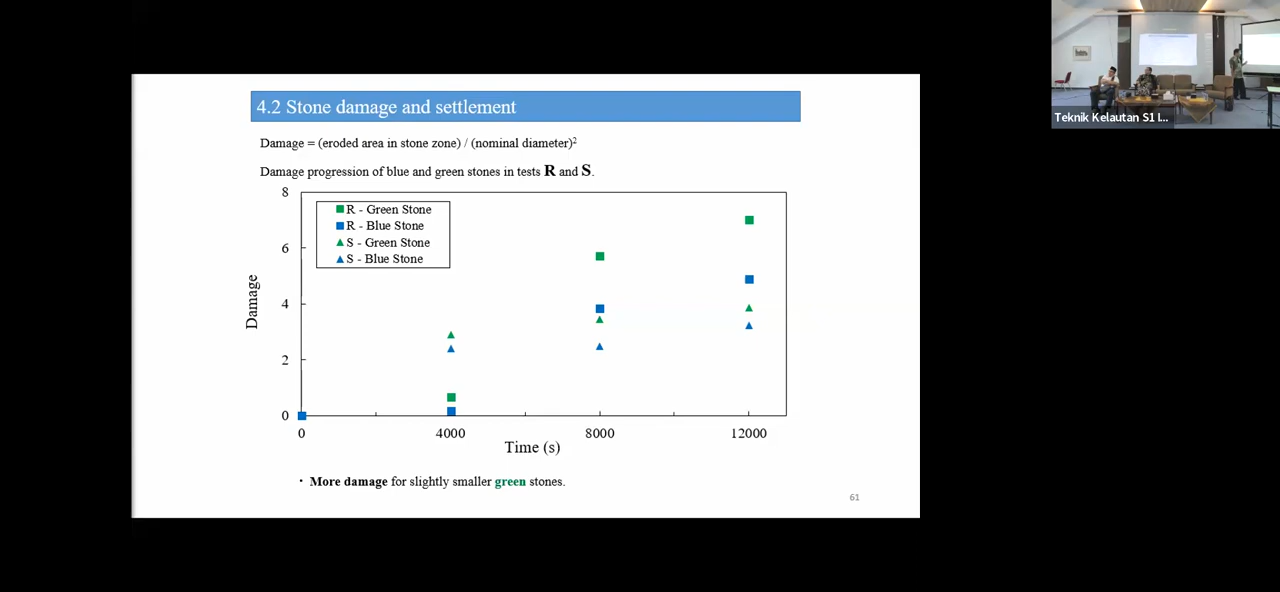 4.2 Stone damage and settlement
Damage = (eroded area in stone zone) / (nominal diameter)²
Damage progression of blue and green stones in tests R and S.
8
6
4
2
0
Damage
R - Green Stone
R - Blue Stone
S - Green Stone
S - Blue Stone
0 4000 8000 12000
Time (s)
· More damage for slightly smaller green stones.
61
Teknik Kelautan S1 I...